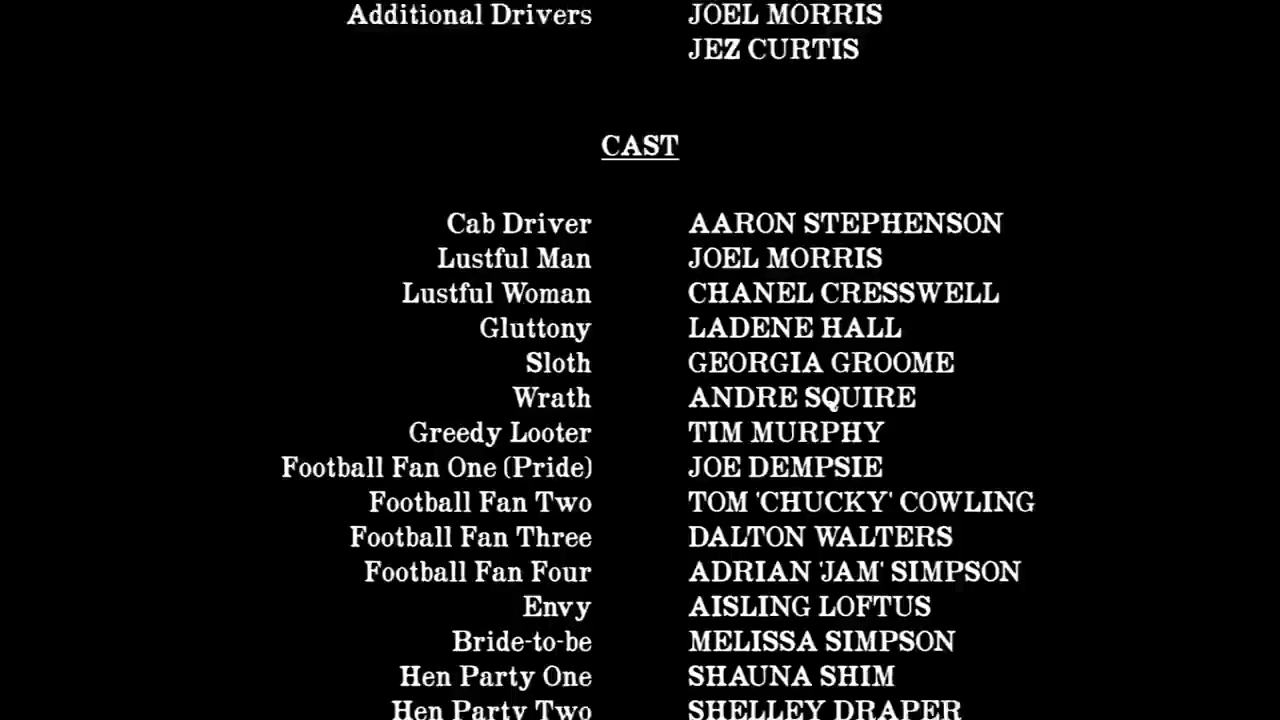 Additional Drivers JOEL MORRIS
JEZ CURTIS
CAST
Cab Driver AARON STEPHENSON
Lustful Man JOEL MORRIS
Lustful Woman CHANEL CRESSWELL
Gluttony LADENE HALL
Sloth GEORGIA GROOME
Wrath ANDRE SQUIRE
Greedy Looter TIM MURPHY
Football Fan One (Pride) JOE DEMPSIE
Football Fan Two TOM 'CHUCKY' COWLING
Football Fan Three DALTON WALTERS
Football Fan Four ADRIAN 'JAM' SIMPSON
Envy AISLING LOFTUS
Bride-to-be MELISSA SIMPSON
Hen Party One SHAUNA SHIM
Hen Party Two SHELLEY DRAPER